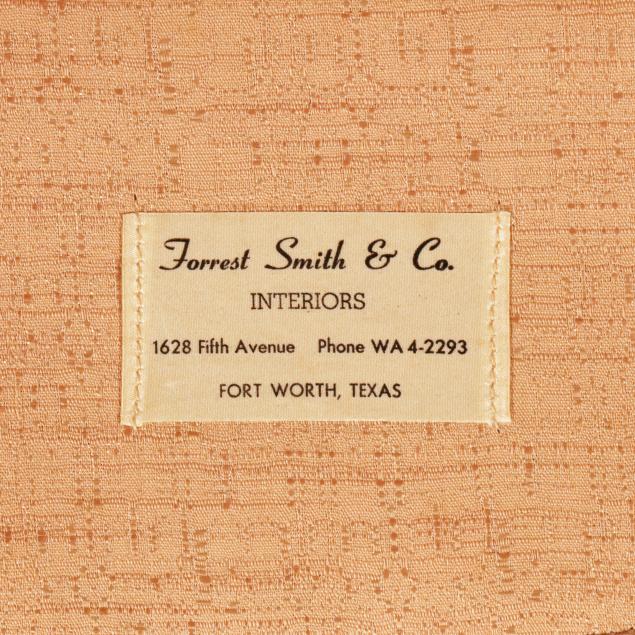 Forrest Smith & Co.
INTERIORS
1628 Fifth Avenue Phone WA 4-2293
FORT WORTH, TEXAS